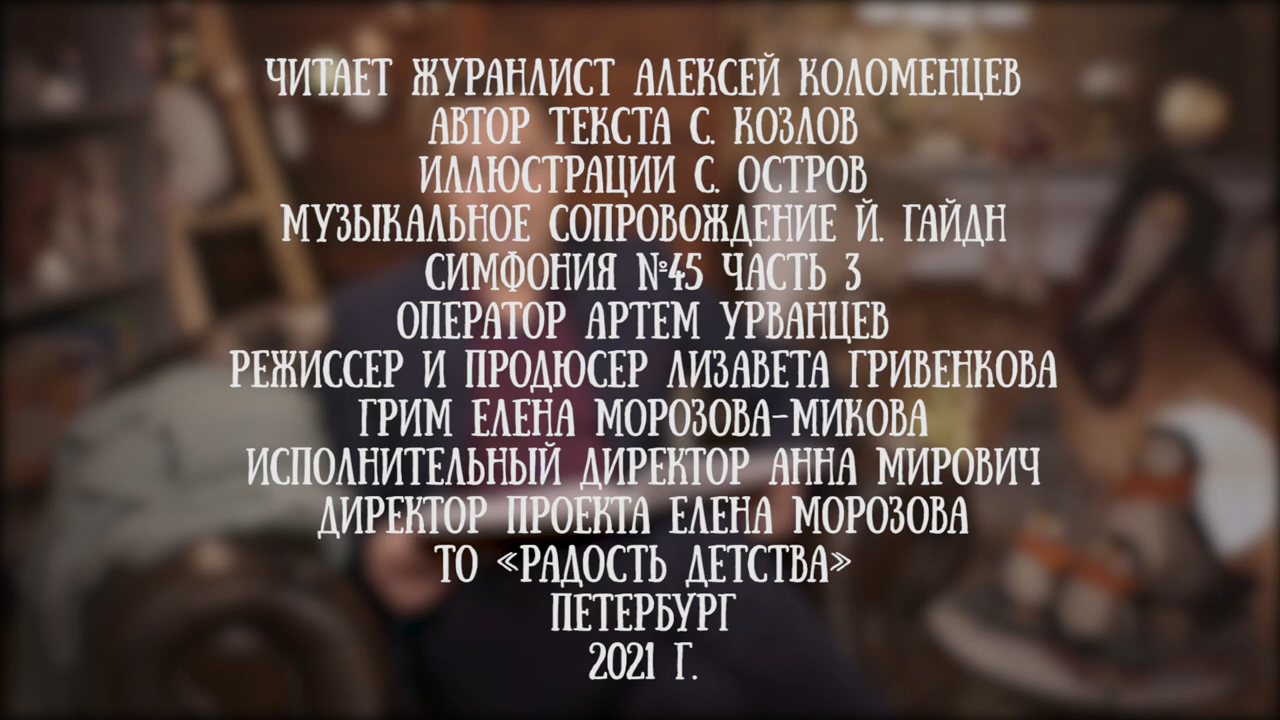 ЧИТАЕТ ЖУРАНЛИСТ АЛЕКСЕЙ КОЛОМЕНЦЕВ
АВТОР ТЕКСТА С. КОЗЛОВ
ИЛЛЮСТРАЦИИ С. ОСТРОВ
МУЗЫКАЛЬНОЕ СОПРОВОЖДЕНИЕ Й. ГАЙДН
СИМФОНИЯ №45 ЧАСТЬ 3
ОПЕРАТОР АРТЕМ УРВАНЦЕВ
РЕЖИССЕР И ПРОДЮСЕР ЛИЗАВЕТА ГРИВЕНКОВА
ГРИМ ЕЛЕНА МОРОЗОВА-МИКОВА
ИСПОЛНИТЕЛЬНЫЙ ДИРЕКТОР АННА МИРОВИЧ
ДИРЕКТОР ПРОЕКТА ЕЛЕНА МОРОЗОВА
ТО «РАДОСТЬ ДЕТСТВА»
ПЕТЕРБУРГ
2021 Г.